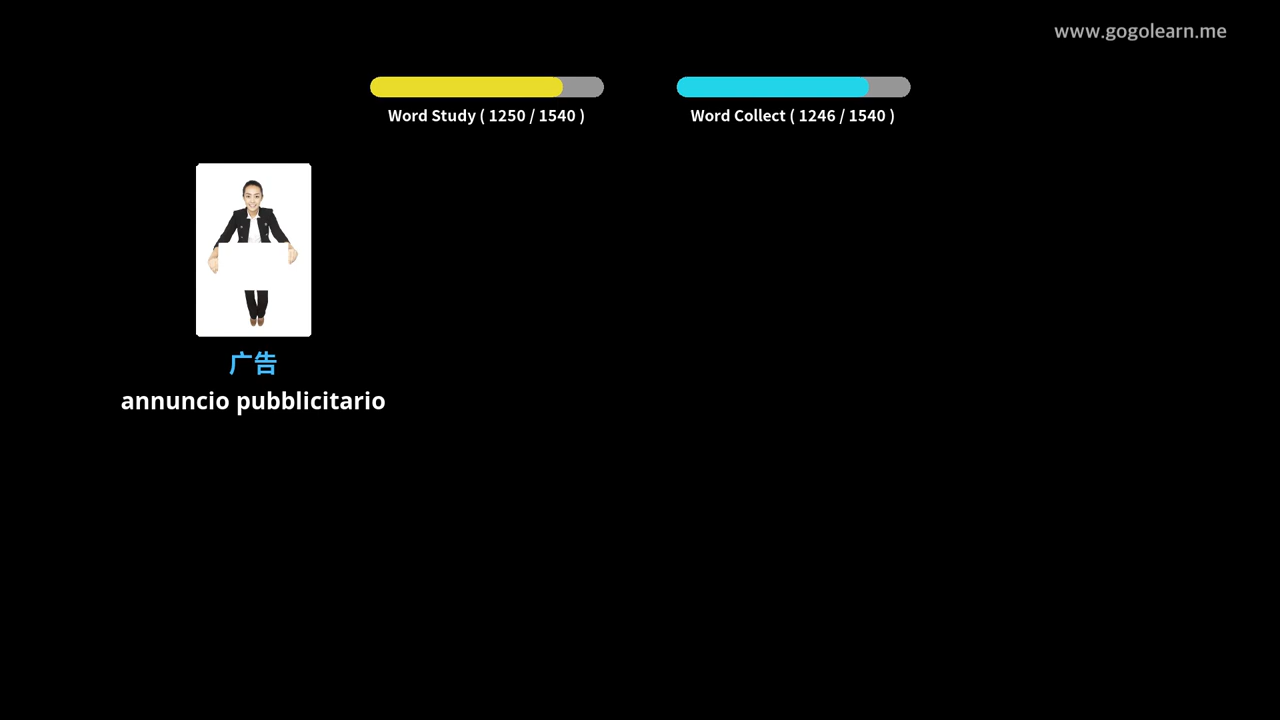 www.gogolearn.me
Word Study ( 1250 / 1540 )
Word Collect ( 1246 / 1540 )
广告
annuncio pubblicitario